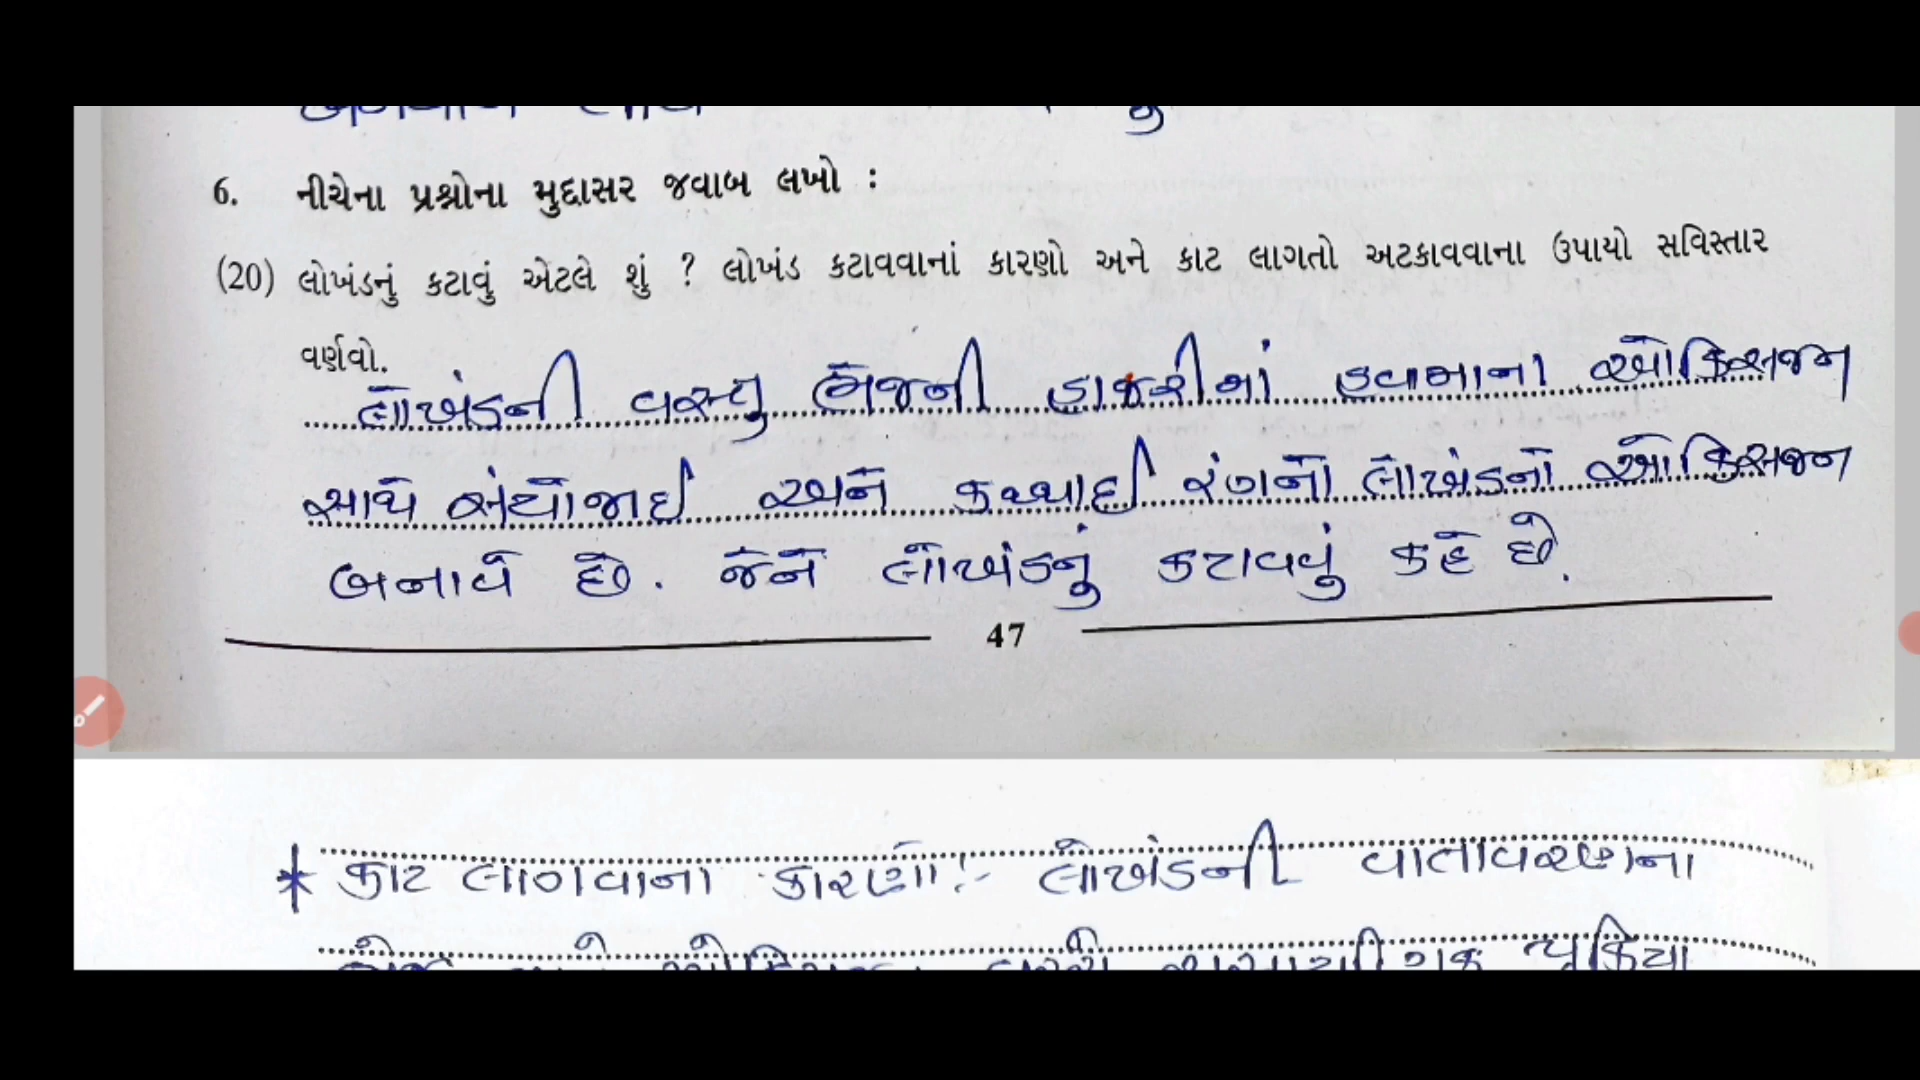 6. નીચેના પ્રશ્નોના મુદ્દાસર જવાબ લખો :
(20) લોખંડનું કટાવું એટલે શું ? લોખંડ કટાવવાનાં કારણો અને કાટ લાગતો અટકાવવાના ઉપાયો સવિસ્તાર
વર્ણવો.
લોખંડની વસ્તુ ભેજની હાજરીમાં હવામાના ઓકિસજન
સાથે સંયોજાઈ અને કથ્થાઈ રંગનો લોખંડનો ઓકિસજન
બનાવે છે. જેને લોખંડનું કટાવવું કહે છે.
47
* કાટ લાગવાના કારણો:- લોખંડની વાતાવરણના